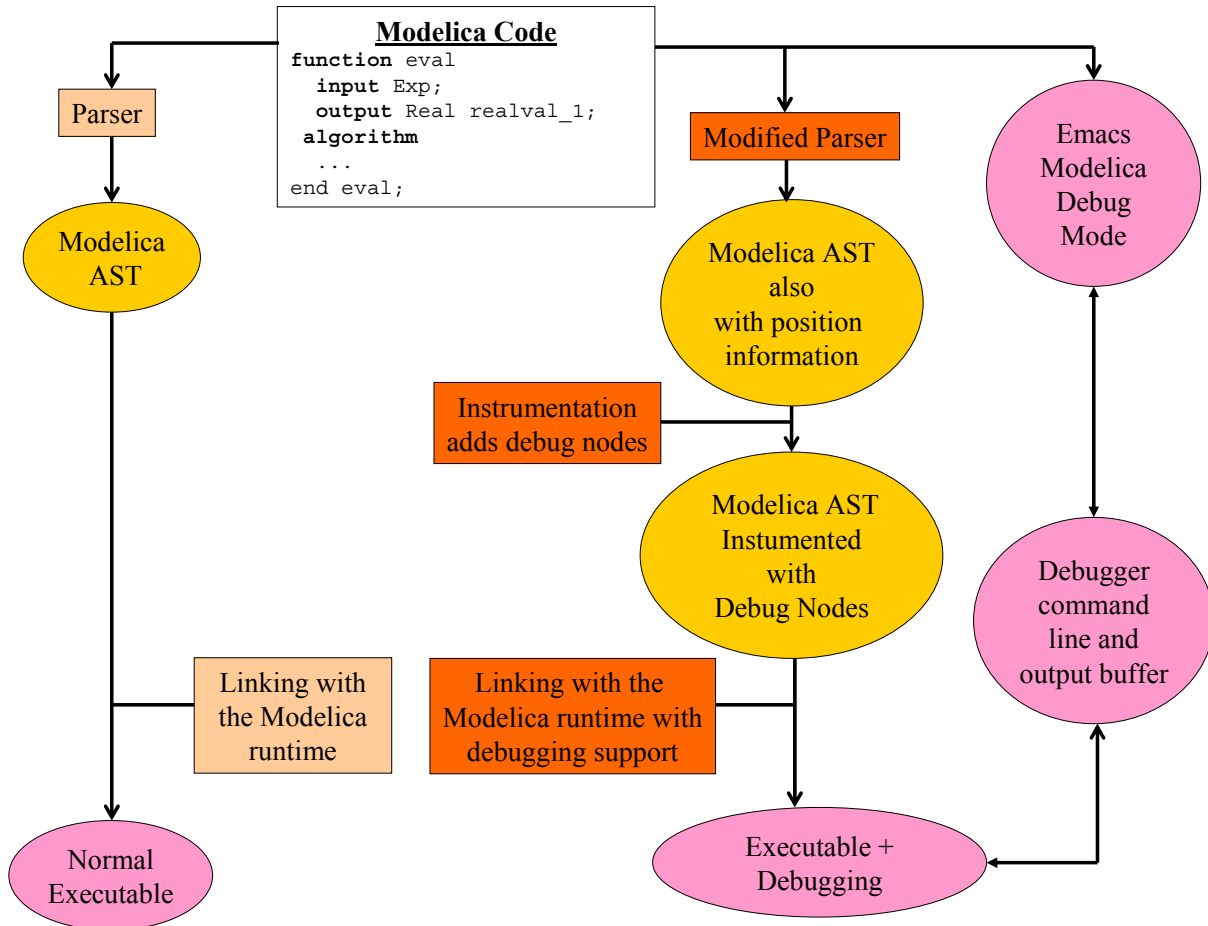 Modelica Code
function eval
input Exp;
output Real realval_1;
algorithm
...
end eval;
Parser
Modelica
AST
Linking with
the Modelica
runtime
Normal
Executable
Modified Parser
Modelica AST
also
with position
information
Instrumentation
adds debug nodes
Modelica AST
Instumented
with
Debug Nodes
Linking with the
Modelica runtime with
debugging support
Executable +
Debugging
Emacs
Modelica
Debug
Mode
Debugger
command
line and
output buffer